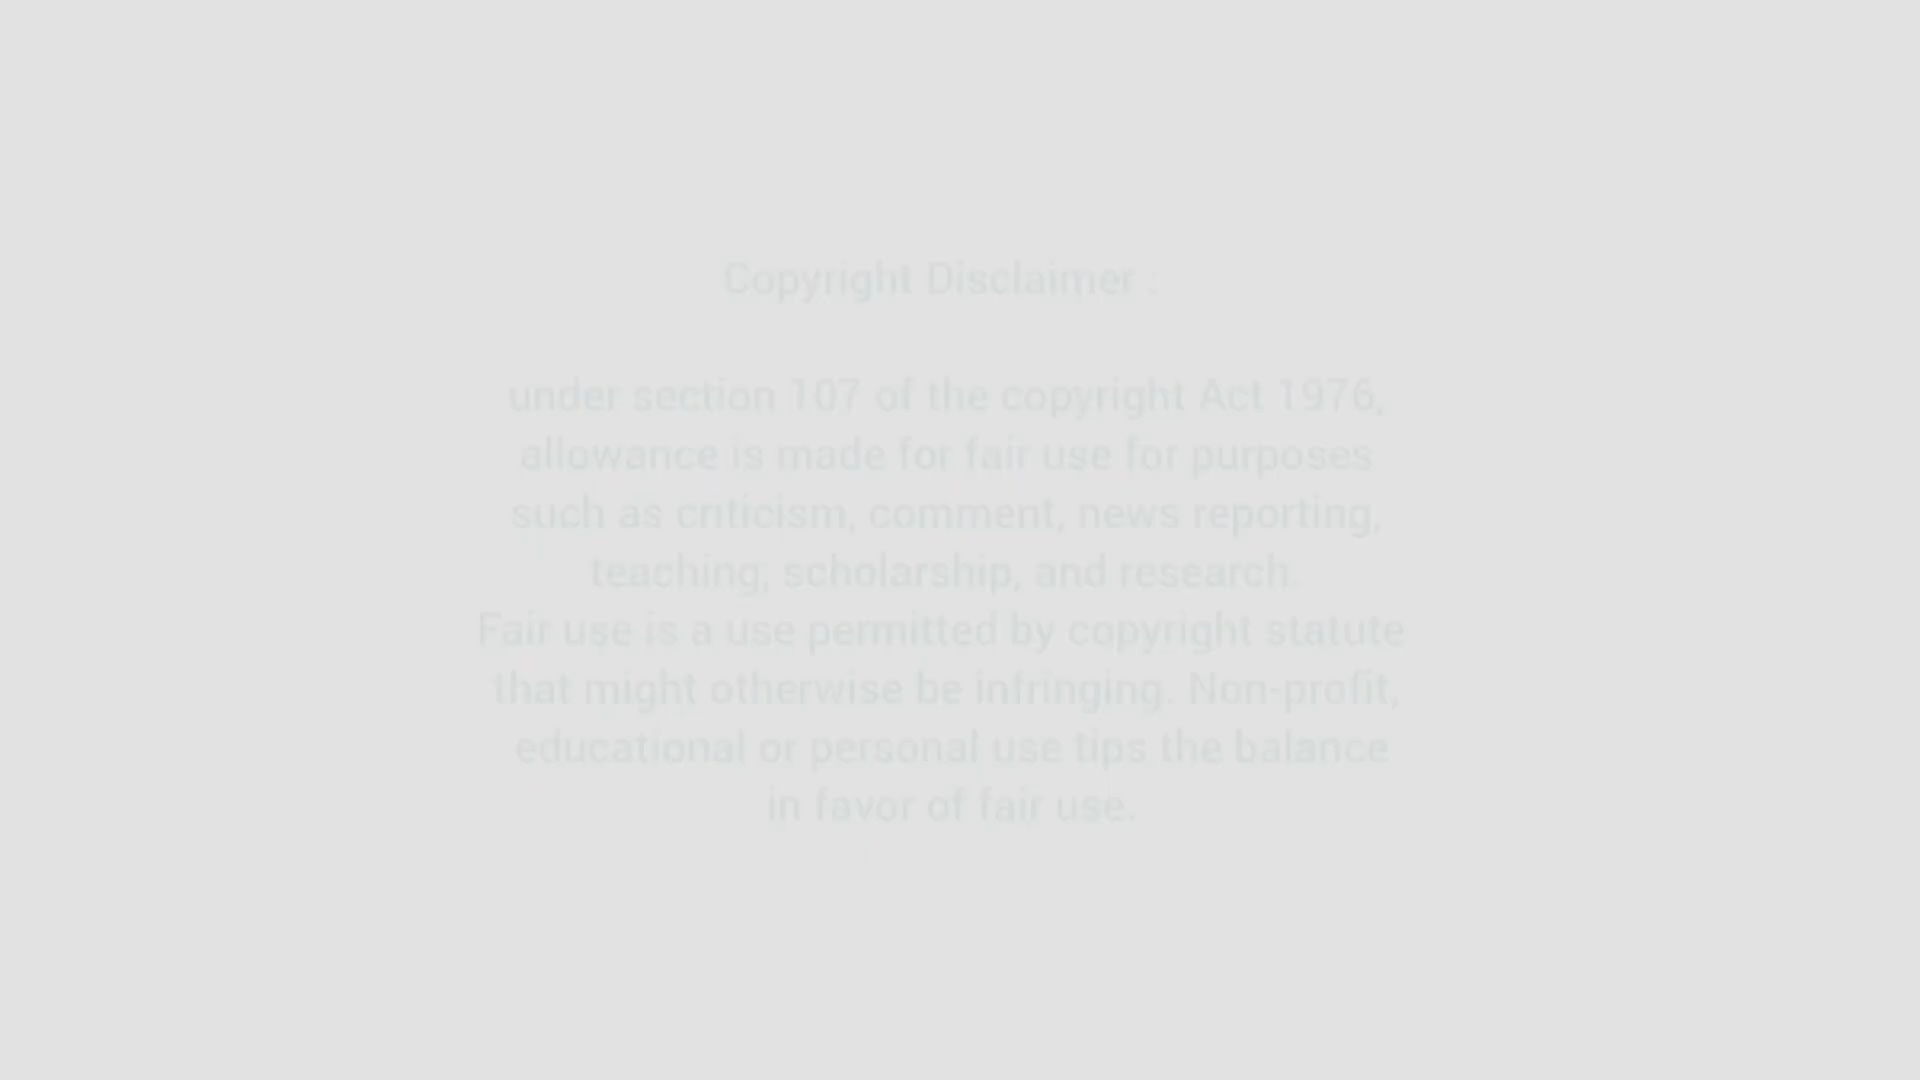 Copyright Disclaimer :
under section 107 of the copyright Act 1976,
allowance is made for fair use for purposes
such as criticism, comment, news reporting,
teaching, scholarship, and research.
Fair use is a use permitted by copyright statute
that might otherwise be infringing. Non-profit,
educational or personal use tips the balance
in favor of fair use.